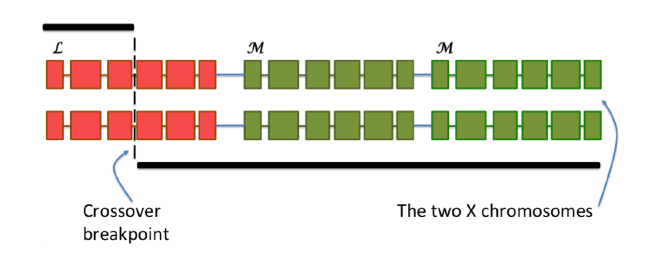 ℒ ℳ ℳ
Crossover
breakpoint
The two X chromosomes